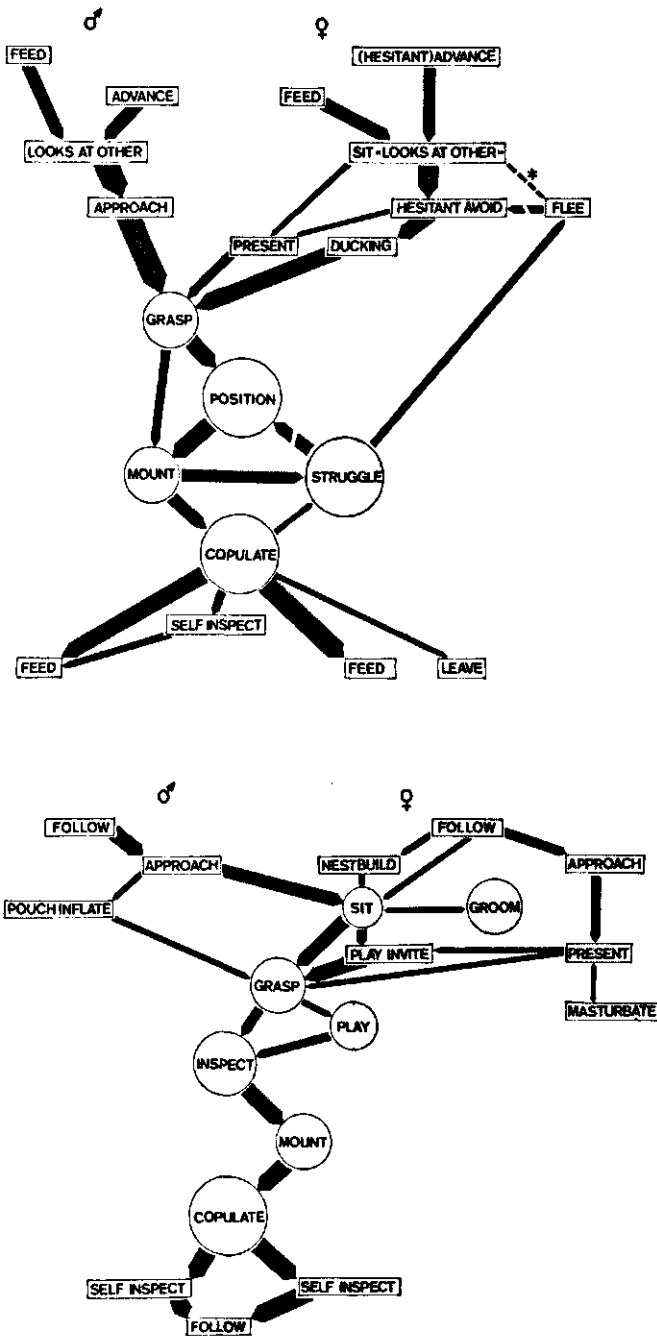 ♂ ♀
FEED (HESITANT) ADVANCE
ADVANCE FEED
LOOKS AT OTHER SIT «LOOKS AT OTHER»
*
APPROACH HESITANT AVOID FLEE
PRESENT DUCKING
GRASP
POSITION
MOUNT STRUGGLE
COPULATE
SELF INSPECT
FEED FEED LEAVE
♂ ♀
FOLLOW FOLLOW
APPROACH NESTBUILD APPROACH
POUCH INFLATE SIT GROOM
PLAY INVITE PRESENT
GRASP
MASTURBATE
PLAY
INSPECT
MOUNT
COPULATE
SELF INSPECT SELF INSPECT
FOLLOW